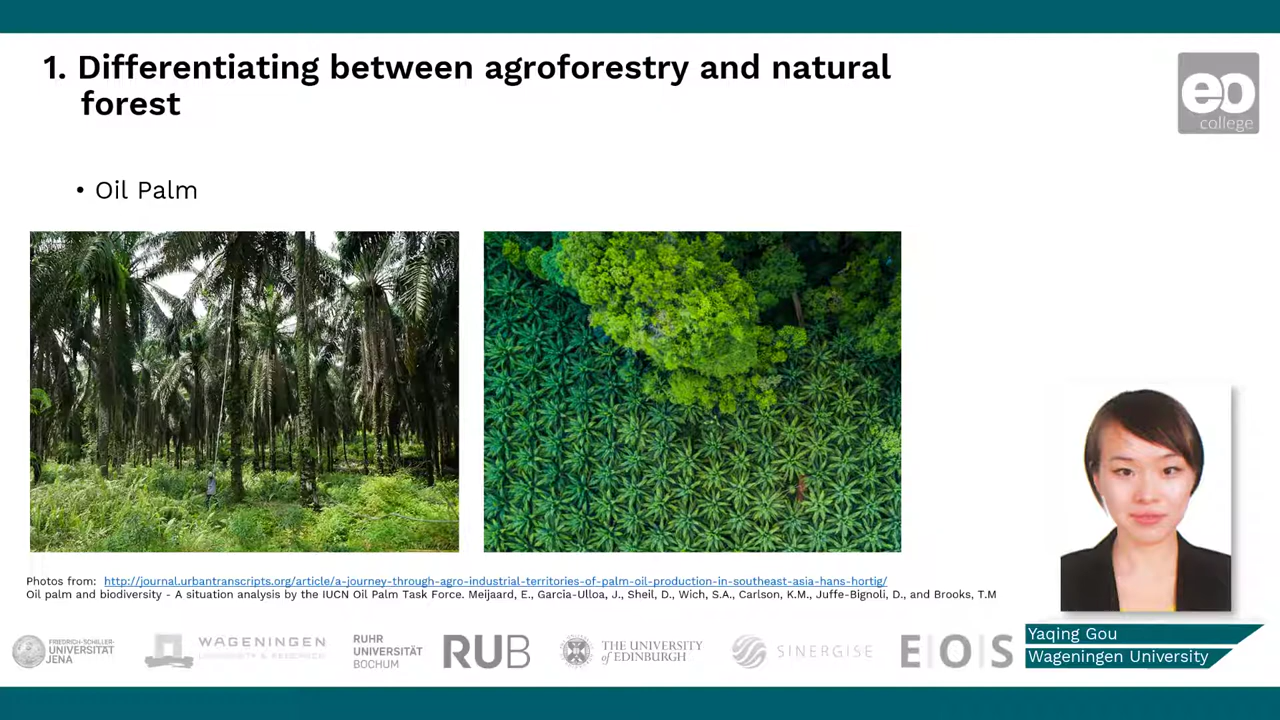 1. Differentiating between agroforestry and natural
forest
eo
college
• Oil Palm
Photos from: http://journal.urbantranscripts.org/article/a-journey-through-agro-industrial-territories-of-palm-oil-production-in-southeast-asia-hans-hortig/
Oil palm and biodiversity - A situation analysis by the IUCN Oil Palm Task Force. Meijaard, E., Garcia-Ulloa, J., Sheil, D., Wich, S.A., Carlson, K.M., Juffe-Bignoli, D., and Brooks, T.M
Yaqing Gou
Wageningen University
FRIEDRICH-SCHILLER-
UNIVERSITÄT
JENA
WAGENINGEN
UNIVERSITY & RESEARCH
RUHR
UNIVERSITÄT
BOCHUM
RUB
THE UNIVERSITY
of EDINBURGH
SINERGISE
E|O|S